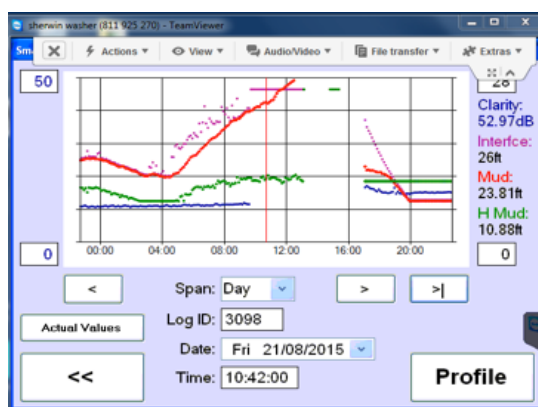 sherwin washer (811 925 270) - TeamViewer
Actions View Audio/Video File transfer Extras
50 28
Clarity:
52.97dB
Interfce:
26ft
Mud:
23.81ft
H Mud:
10.88ft
0 00:00 04:00 08:00 12:00 16:00 20:00 0
< Span: Day > >|
Actual Values Log ID: 3098
Date: Fri 21/08/2015
<< Time: 10:42:00 Profile